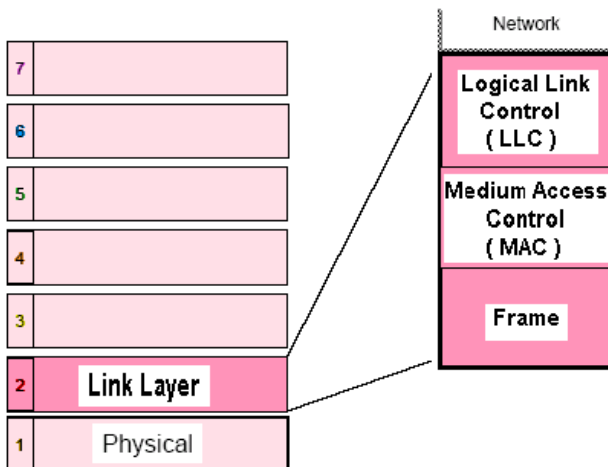 7
6
5
4
3
2 Link Layer
1 Physical
Network
Logical Link
Control
( LLC )
Medium Access
Control
( MAC )
Frame